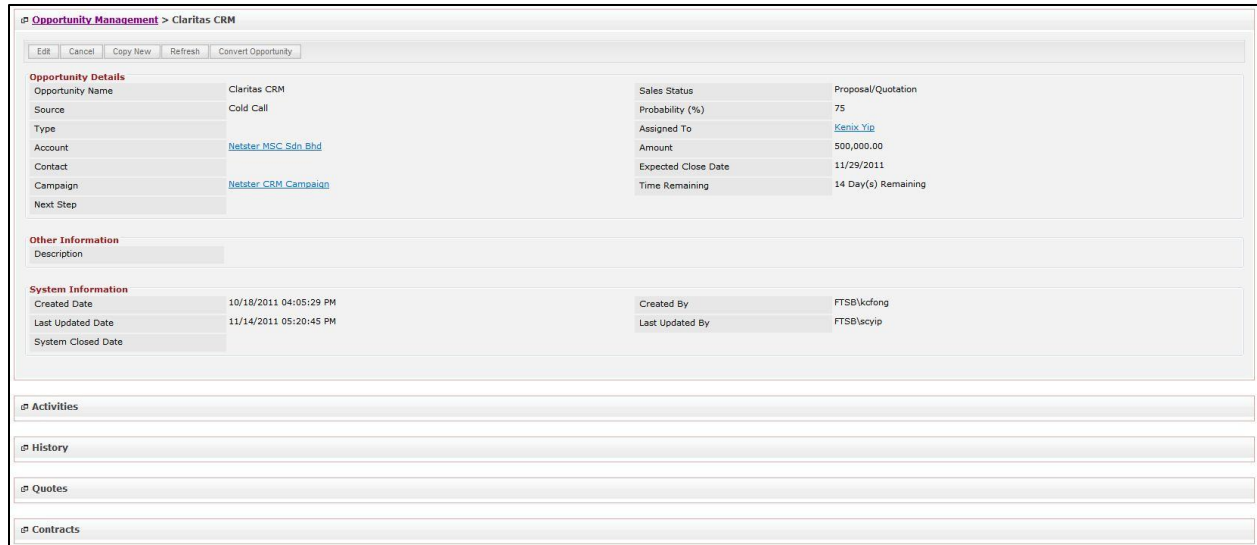 Opportunity Management > Claritas CRM
Edit Cancel Copy New Refresh Convert Opportunity
Opportunity Details
Opportunity Name Claritas CRM Sales Status Proposal/Quotation
Source Cold Call Probability (%) 75
Type Assigned To Kenix Yip
Account Netster MSC Sdn Bhd Amount 500,000.00
Contact Expected Close Date 11/29/2011
Campaign Netster CRM Campaign Time Remaining 14 Day(s) Remaining
Next Step
Other Information
Description
System Information
Created Date 10/18/2011 04:05:29 PM Created By FTSB\kcfong
Last Updated Date 11/14/2011 05:20:45 PM Last Updated By FTSB\scyip
System Closed Date
Activities
History
Quotes
Contracts